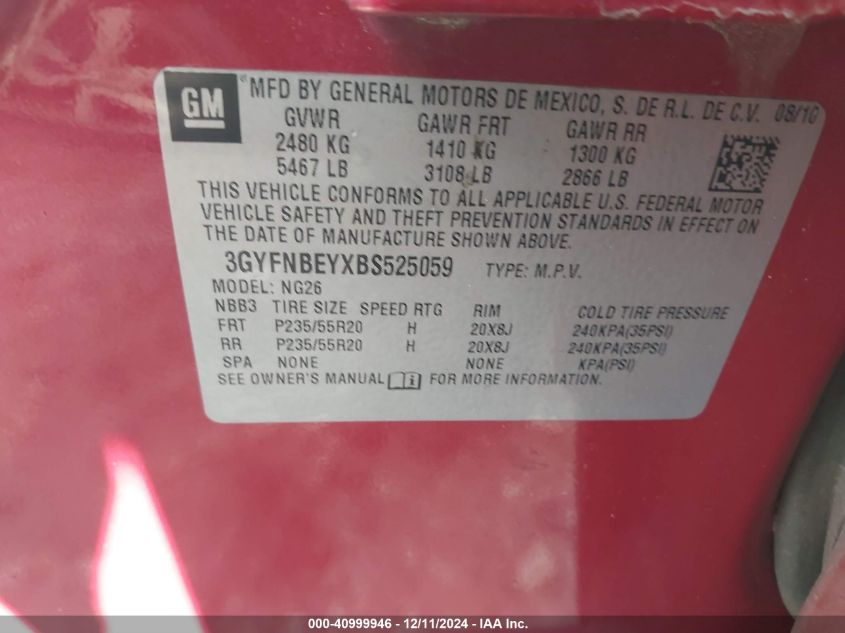 GM
® MFD BY GENERAL MOTORS DE MEXICO, S. DE R.L. DE C.V. 08/10
GVWR GAWR FRT GAWR RR
2480 KG 1410 KG 1300 KG
5467 LB 3108 LB 2866 LB
THIS VEHICLE CONFORMS TO ALL APPLICABLE U.S. FEDERAL MOTOR
VEHICLE SAFETY AND THEFT PREVENTION STANDARDS IN EFFECT ON
THE DATE OF MANUFACTURE SHOWN ABOVE.
3GYFNBEYXBS525059 TYPE: M.P.V.
MODEL: NG26
NBB3 TIRE SIZE SPEED RTG RIM COLD TIRE PRESSURE
FRT P235/55R20 H 20X8J 240KPA(35PSI)
RR P235/55R20 H 20X8J 240KPA(35PSI)
SPA NONE NONE KPA(PSI)
SEE OWNER'S MANUAL i FOR MORE INFORMATION.
000-40999946 - 12/11/2024 - IAA Inc.